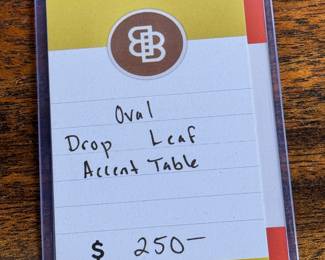 Oval
Drop Leaf
Accent Table
$ 250—